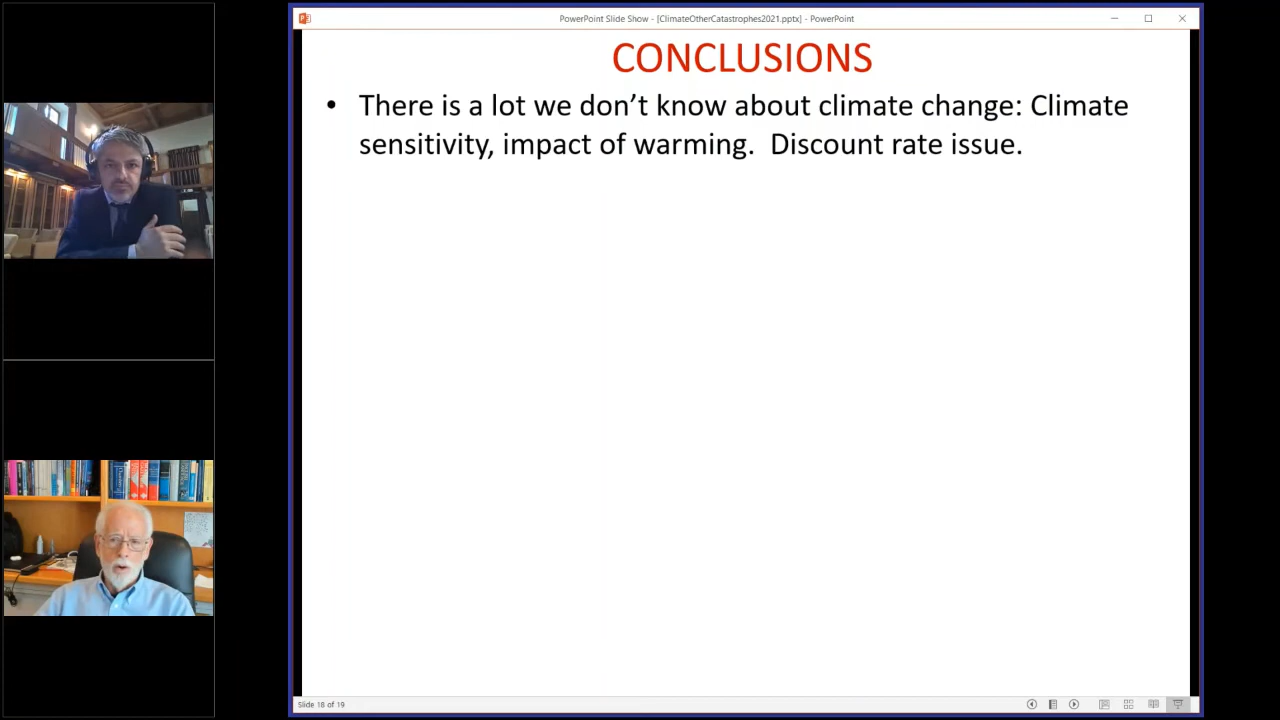 PowerPoint Slide Show - [ClimateOtherCatastrophes2021.pptx] - PowerPoint
CONCLUSIONS
• There is a lot we don’t know about climate change: Climate
sensitivity, impact of warming.  Discount rate issue.
Slide 18 of 19